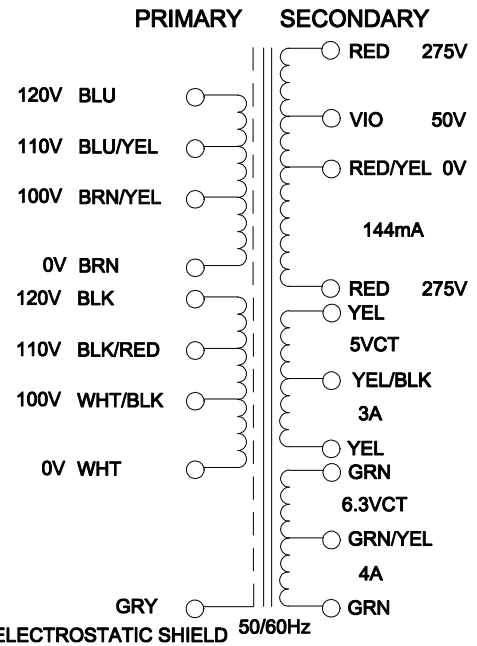 PRIMARY SECONDARY
RED 275V
120V BLU
VIO 50V
110V BLU/YEL
RED/YEL 0V
100V BRN/YEL
144mA
0V BRN
RED 275V
120V BLK
YEL
5VCT
110V BLK/RED
YEL/BLK
100V WHT/BLK
3A
YEL
0V WHT
GRN
6.3VCT
GRN/YEL
4A
GRY
GRN
ELECTROSTATIC SHIELD 50/60Hz